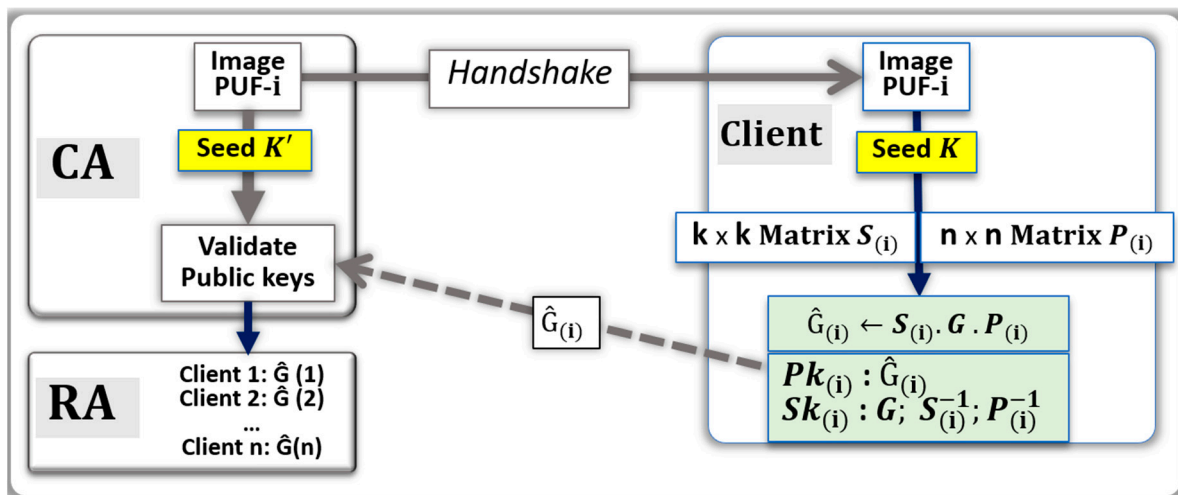 Image
PUF-i
Handshake
Image
PUF-i
CA
Seed K′
Client
Seed K
Validate
Public keys
k x k Matrix S(i)
n x n Matrix P(i)
Ĝ(i)
Ĝ(i) ← S(i). G . P(i)
Pk(i) : Ĝ(i)
Sk(i) : G; S(i)^-1; P(i)^-1
RA
Client 1: Ĝ (1)
Client 2: Ĝ (2)
...
Client n: Ĝ(n)